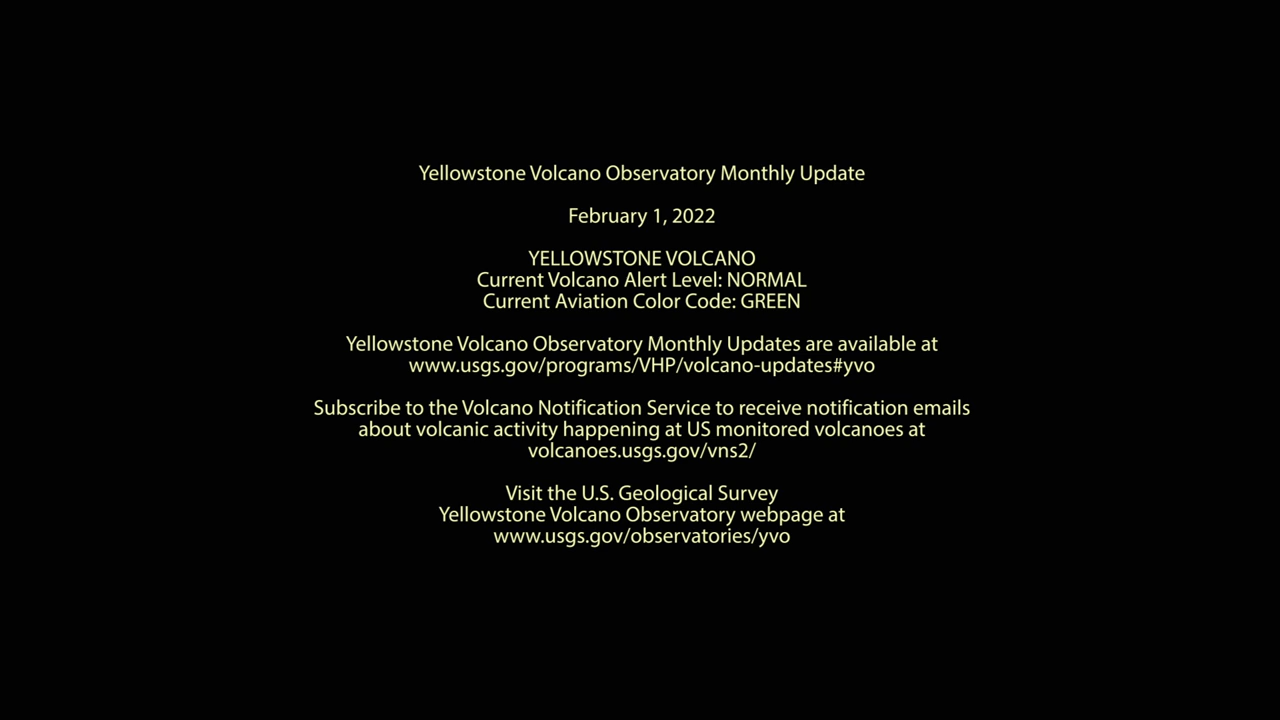 Yellowstone Volcano Observatory Monthly Update
February 1, 2022
YELLOWSTONE VOLCANO
Current Volcano Alert Level: NORMAL
Current Aviation Color Code: GREEN
Yellowstone Volcano Observatory Monthly Updates are available at
www.usgs.gov/programs/VHP/volcano-updates#yvo
Subscribe to the Volcano Notification Service to receive notification emails
about volcanic activity happening at US monitored volcanoes at
volcanoes.usgs.gov/vns2/
Visit the U.S. Geological Survey
Yellowstone Volcano Observatory webpage at
www.usgs.gov/observatories/yvo